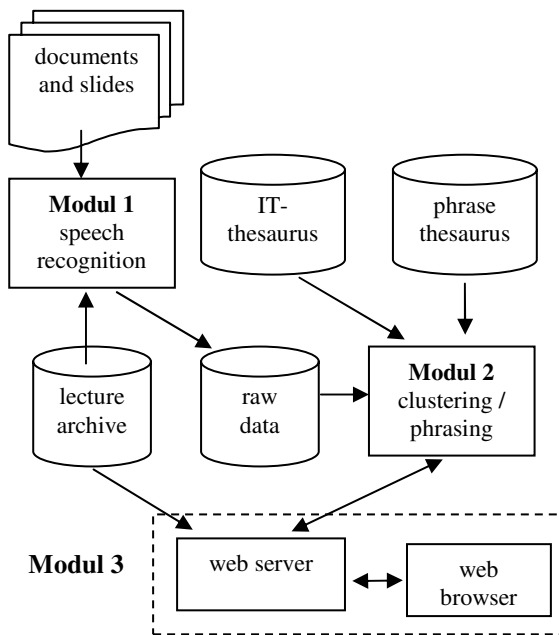 documents
and slides
Modul 1
speech
recognition
IT-
thesaurus
phrase
thesaurus
lecture
archive
raw
data
Modul 2
clustering /
phrasing
Modul 3
web server
web
browser